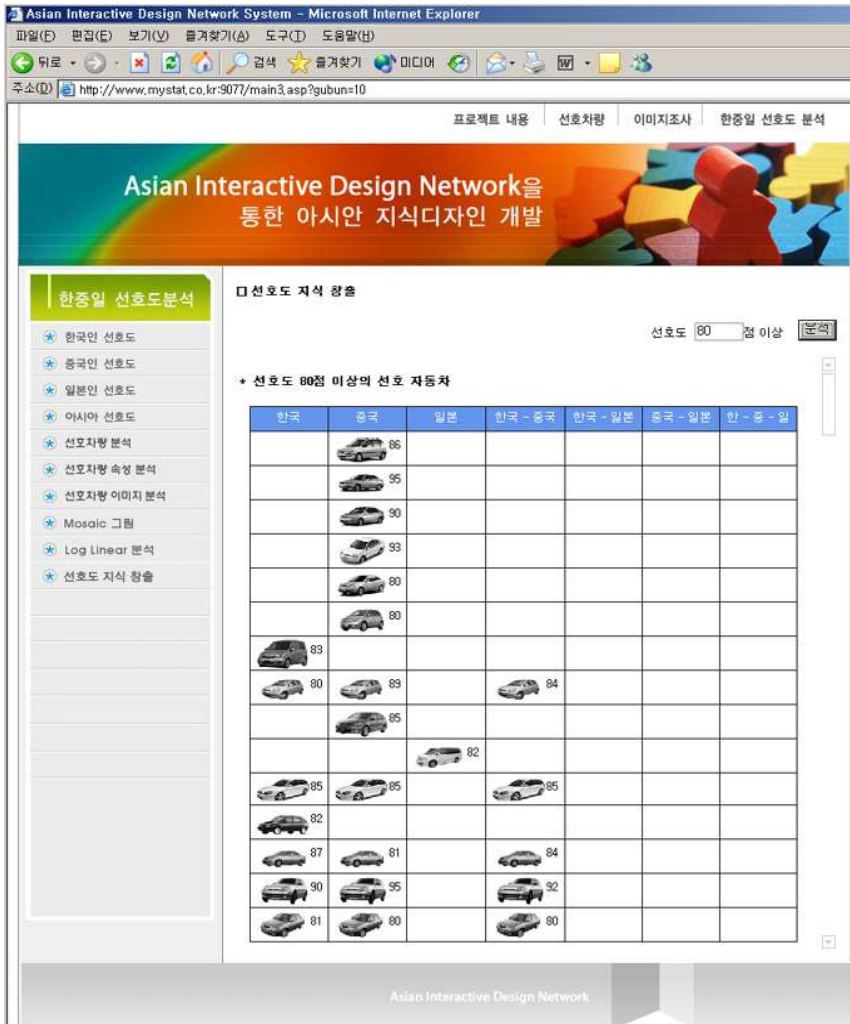 Asian Interactive Design Network System - Microsoft Internet Explorer
파일(F) 편집(E) 보기(V) 즐겨찾기(A) 도구(T) 도움말(H)
뒤로 검색 즐겨찾기 미디어
주소(D) http://www.mystat.co.kr:9077/main3.asp?gubun=10
프로젝트 내용 선호차량 이미지조사 한중일 선호도 분석
Asian Interactive Design Network을
통한 아시안 지식디자인 개발
한중일 선호도분석
한국인 선호도
중국인 선호도
일본인 선호도
아시아 선호도
선호차량 분석
선호차량 속성 분석
선호차량 이미지 분석
Mosaic 그림
Log Linear 분석
선호도 지식 창출
선호도 지식 창출
선호도 80 점 이상 분석
* 선호도 80점 이상의 선호 자동차
한국 중국 일본 한국 - 중국 한국 - 일본 중국 - 일본 한 - 중 - 일
86
95
90
93
80
80
83
80 89 84
85
82
85 85 85
82
87 81 84
90 95 92
81 80 80
Asian Interactive Design Network